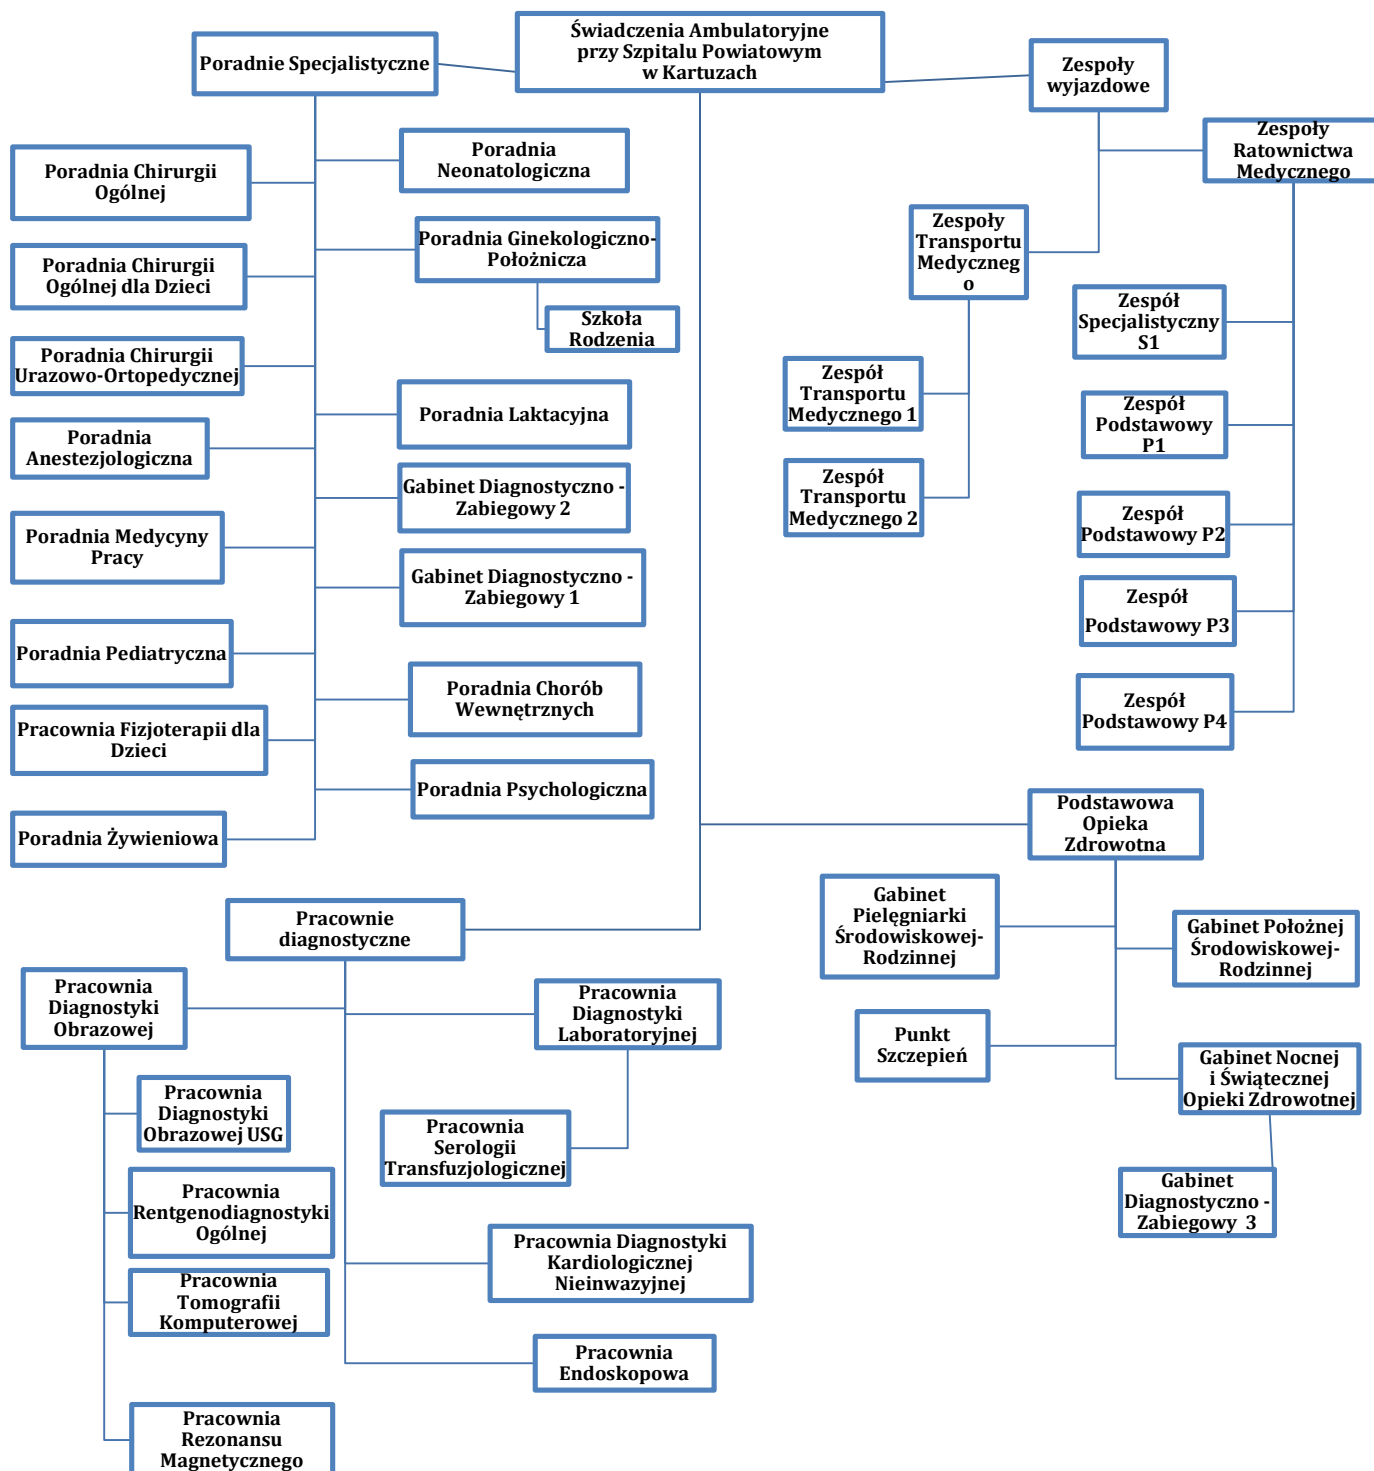 Świadczenia Ambulatoryjne
przy Szpitalu Powiatowym
w Kartuzach
Poradnie Specjalistyczne
Zespoły
wyjazdowe
Poradnia Chirurgii
Ogólnej
Poradnia
Neonatologiczna
Zespoły
Ratownictwa
Medycznego
Poradnia Chirurgii
Ogólnej dla Dzieci
Poradnia Ginekologiczno-
Położnicza
Szkoła
Rodzenia
Zespoły
Transportu
Medyczneg
o
Zespół
Specjalistyczny
S1
Poradnia Chirurgii
Urazowo-Ortopedycznej
Poradnia Laktacyjna
Zespół
Transportu
Medycznego 1
Zespół
Podstawowy
P1
Poradnia
Anestezjologiczna
Gabinet Diagnostyczno -
Zabiegowy 2
Zespół
Transportu
Medycznego 2
Zespół
Podstawowy P2
Poradnia Medycyny
Pracy
Gabinet Diagnostyczno -
Zabiegowy 1
Zespół
Podstawowy P3
Poradnia Pediatryczna
Poradnia Chorób
Wewnętrznych
Zespół
Podstawowy P4
Pracownia Fizjoterapii dla
Dzieci
Poradnia Psychologiczna
Poradnia Żywieniowa
Podstawowa
Opieka
Zdrowotna
Pracownie
diagnostyczne
Gabinet
Pielęgniarki
Środowiskowej-
Rodzinnej
Gabinet Położnej
Środowiskowej-
Rodzinnej
Pracownia
Diagnostyki
Obrazowej
Pracownia
Diagnostyki
Laboratoryjnej
Punkt
Szczepień
Gabinet Nocnej
i Świątecznej
Opieki Zdrowotnej
Pracownia
Diagnostyki
Obrazowej USG
Pracownia
Serologii
Transfuzjologicznej
Gabinet
Diagnostyczno -
Zabiegowy  3
Pracownia
Rentgenodiagnostyki
Ogólnej
Pracownia Diagnostyki
Kardiologicznej
Nieinwazyjnej
Pracownia
Tomografii
Komputerowej
Pracownia
Endoskopowa
Pracownia
Rezonansu
Magnetycznego